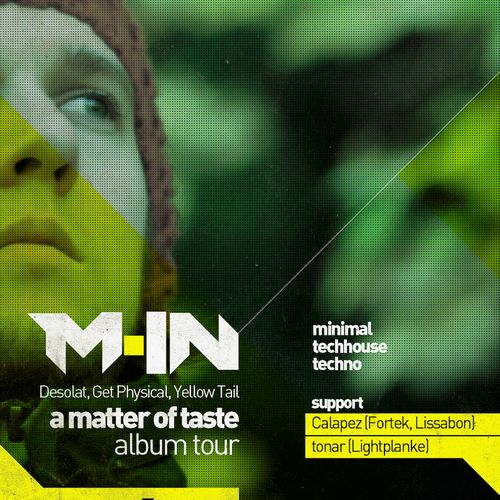 M-IN
Desolat, Get Physical, Yellow Tail
a matter of taste
album tour
minimal
techhouse
techno
support
Calapez (Fortek, Lissabon)
tonar (Lightplanke)